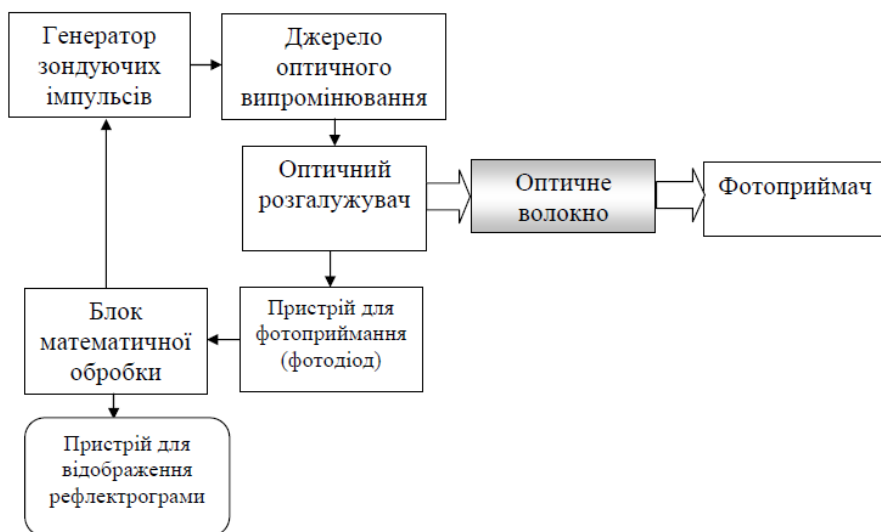 Генератор
зондуючих
імпульсів
Джерело
оптичного
випромінювання
Оптичний
розгалужувач
Оптичне
волокно
Фотоприймач
Блок
математичної
обробки
Пристрій для
фотоприймання
(фотодіод)
Пристрій для
відображення
рефлектрограми